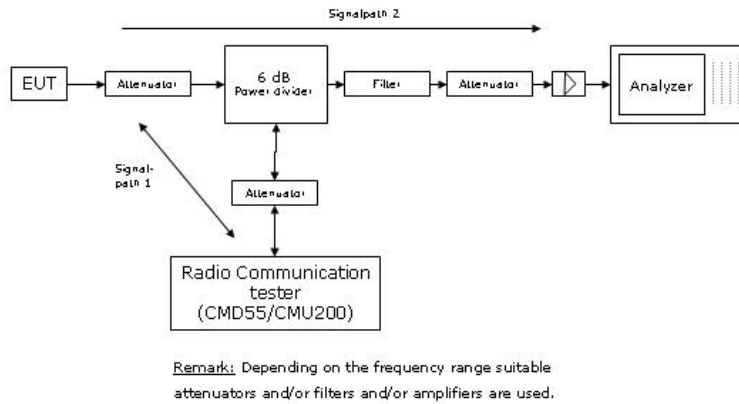 Signalpath 2
EUT
Attenuator
6 dB
Power divider
Filter
Attenuator
Analyzer
Signal-
path 1
Attenuator
Radio Communication
tester
(CMD55/CMU200)
Remark: Depending on the frequency range suitable
attenuators and/or filters and/or amplifiers are used.